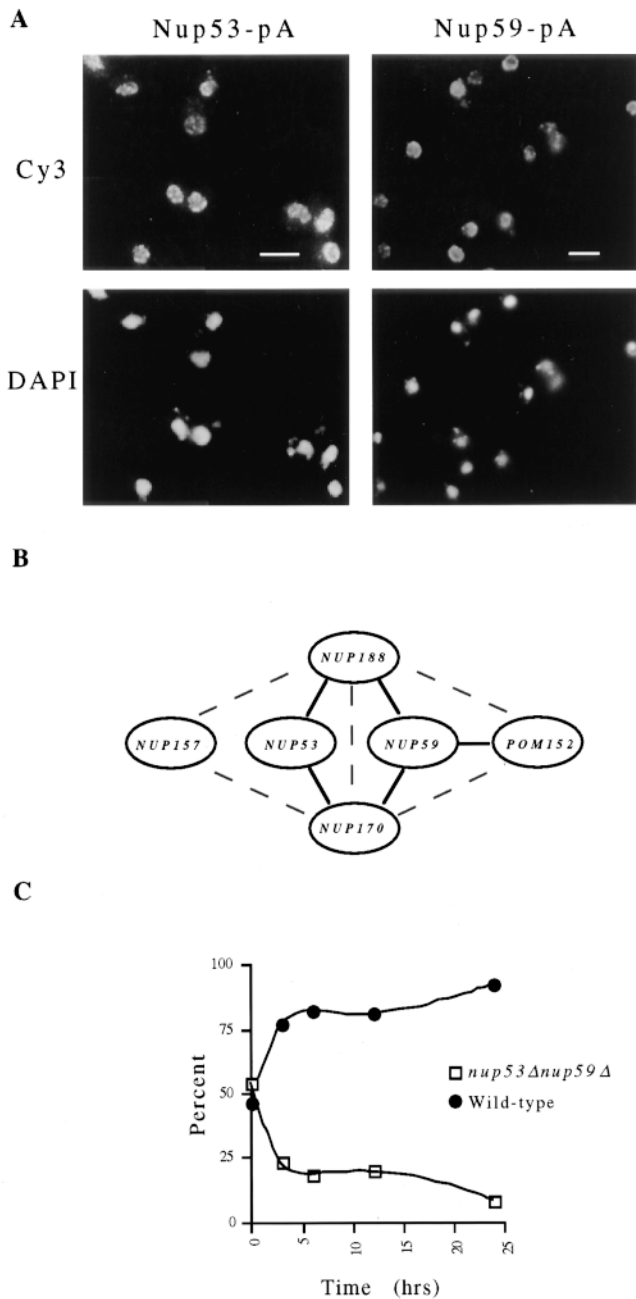 A
Nup53-pA Nup59-pA
Cy3
DAPI
B
NUP188
NUP157 NUP53 NUP59 POM152
NUP170
C
100
75
50
25
0
Percent
0 5 10 15 20 25
Time (hrs)
nup53Δnup59Δ
Wild-type